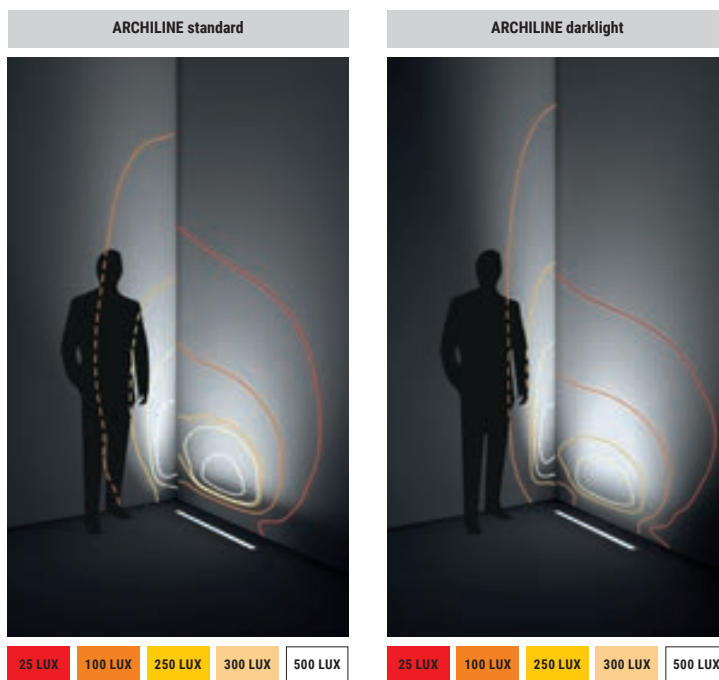 ARCHILINE standard
ARCHILINE darklight
25 LUX 100 LUX 250 LUX 300 LUX 500 LUX
25 LUX 100 LUX 250 LUX 300 LUX 500 LUX